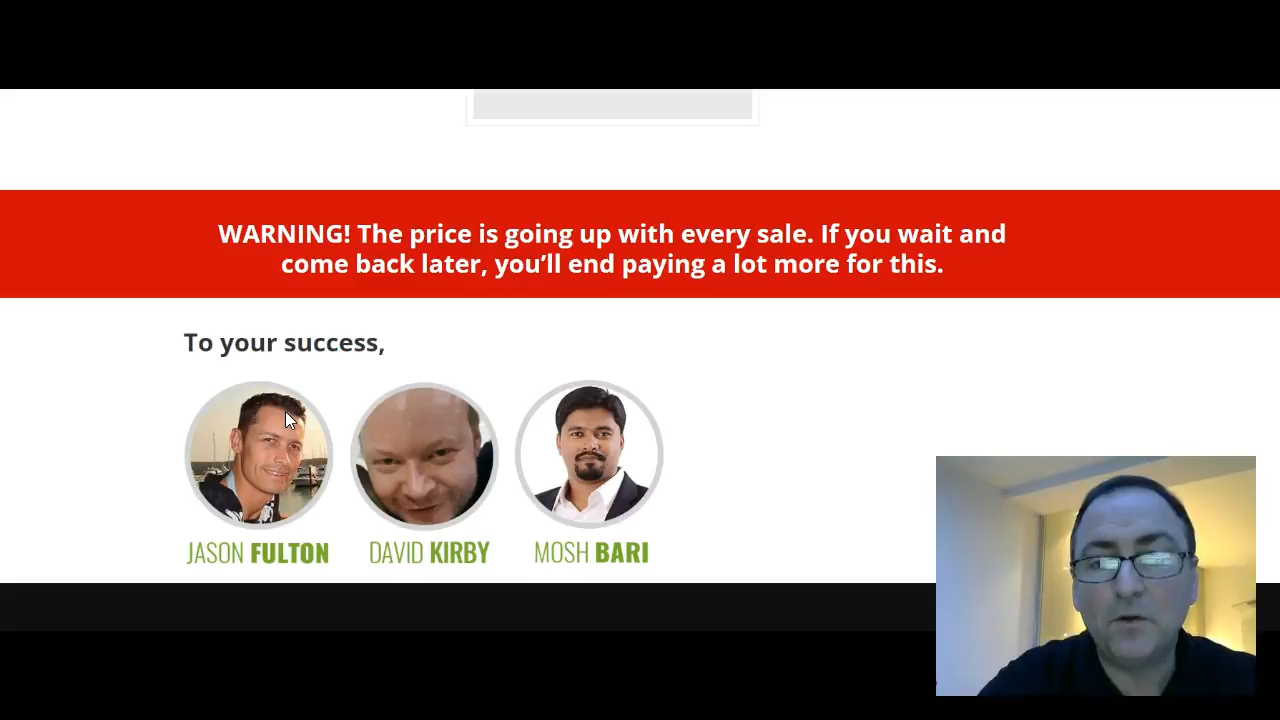 WARNING! The price is going up with every sale. If you wait and
come back later, you’ll end paying a lot more for this.
To your success,
JASON FULTON
DAVID KIRBY
MOSH BARI